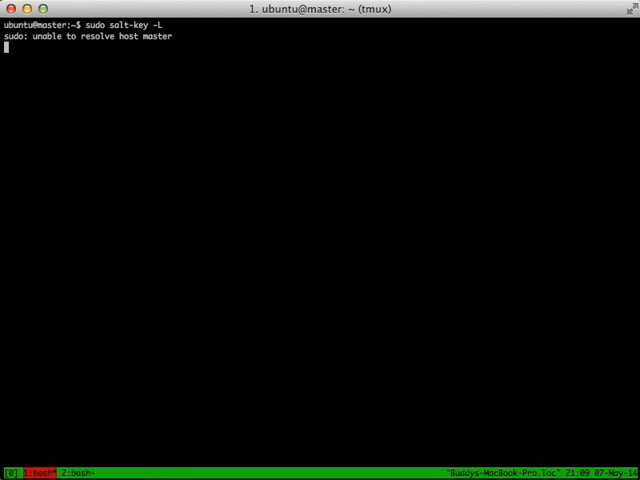 1. ubuntu@master: ~ (tmux)
ubuntu@master:~$ sudo salt-key -L
sudo: unable to resolve host master
[0] 1:bash* 2:bash- "Buddys-MacBook-Pro.loc" 21:09 07-May-14